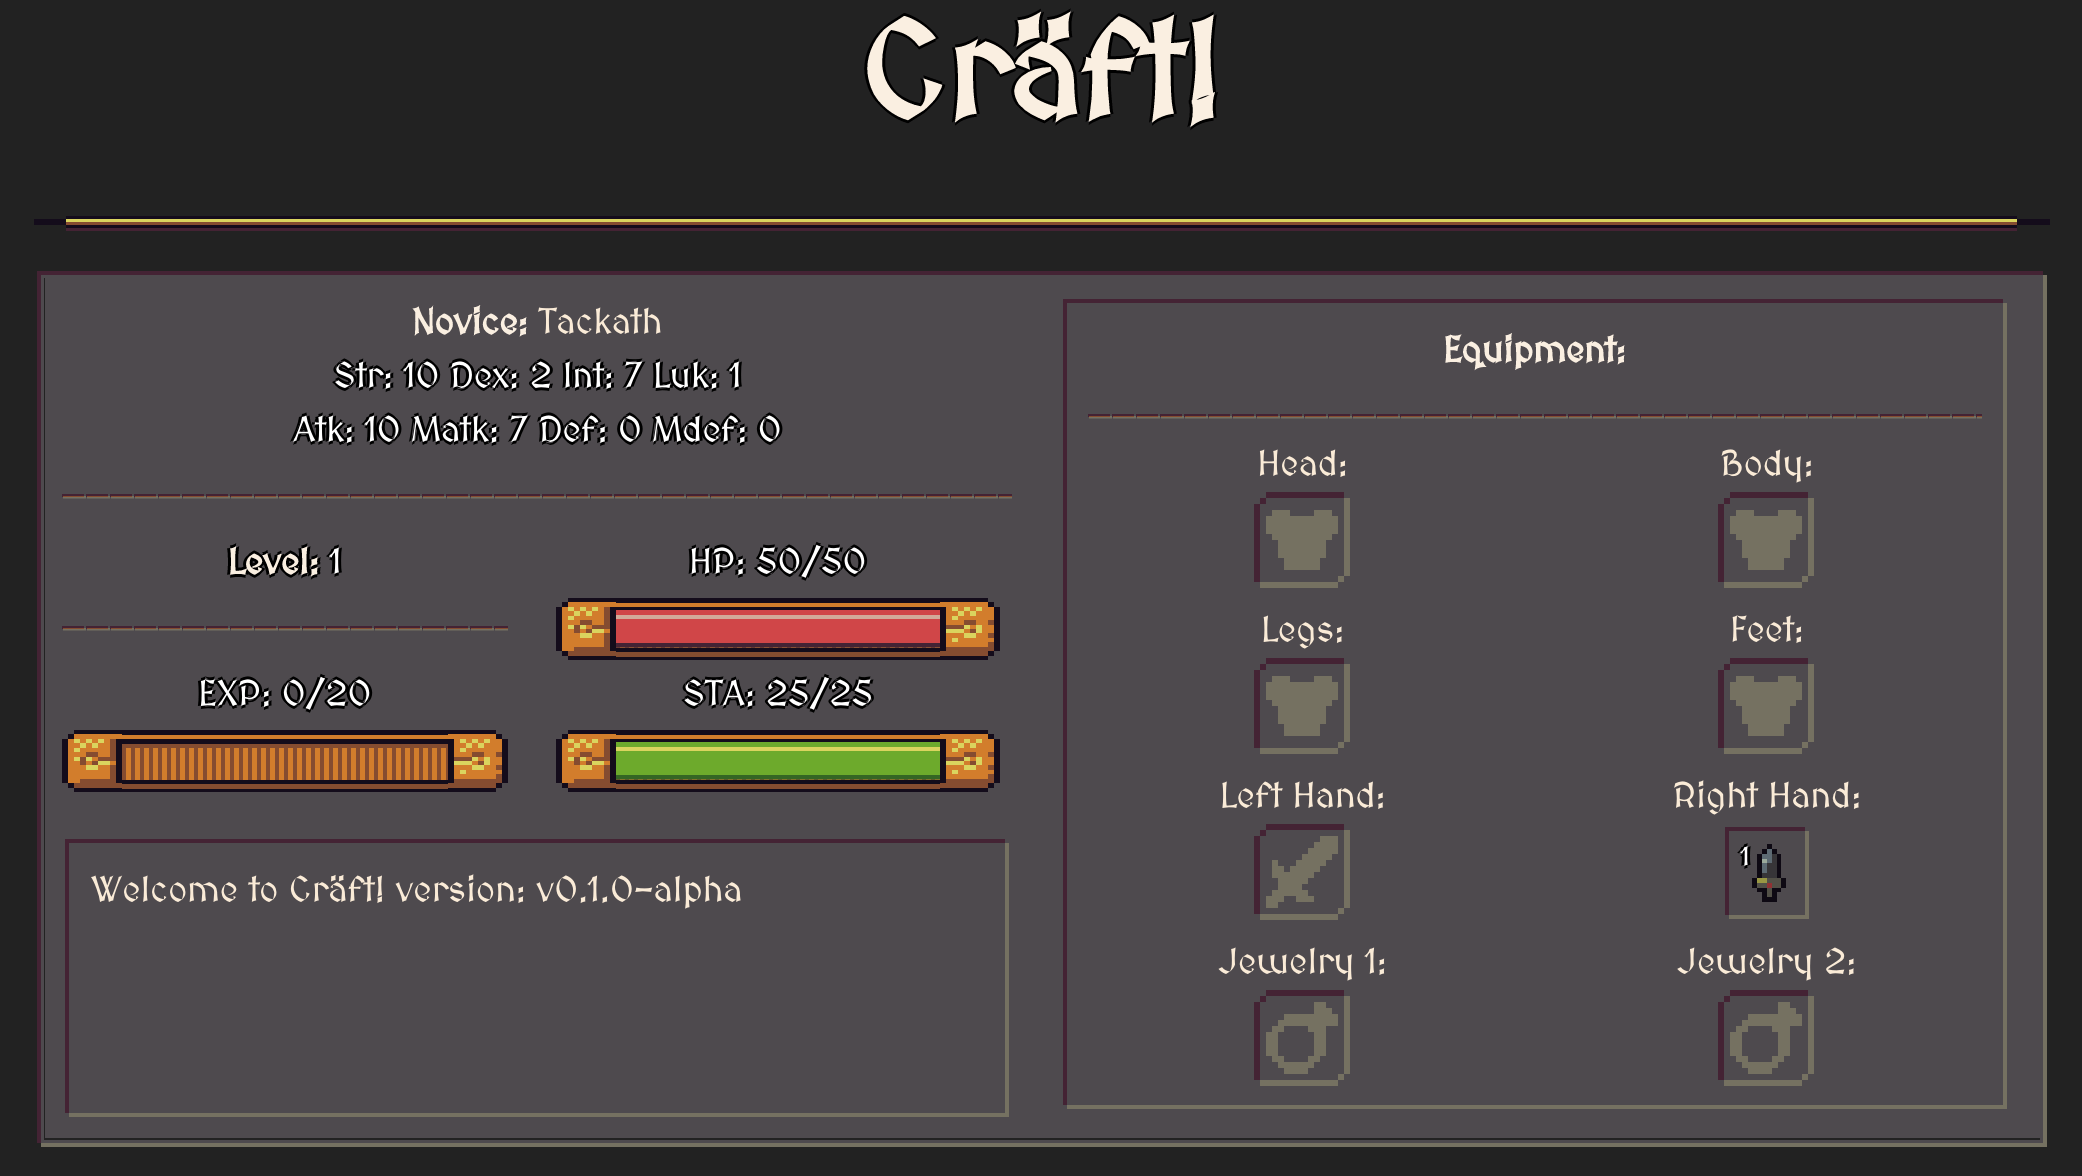 Cräft!
Novice: Tackath
Str: 10 Dex: 2 Int: 7 Luk: 1
Atk: 10 Matk: 7 Def: 0 Mdef: 0
Level: 1
HP: 50/50
EXP: 0/20
STA: 25/25
Welcome to Cräft! version: v0.1.0-alpha
Equipment:
Head:
Body:
Legs:
Feet:
Left Hand:
Right Hand:
1
Jewelry 1:
Jewelry 2: